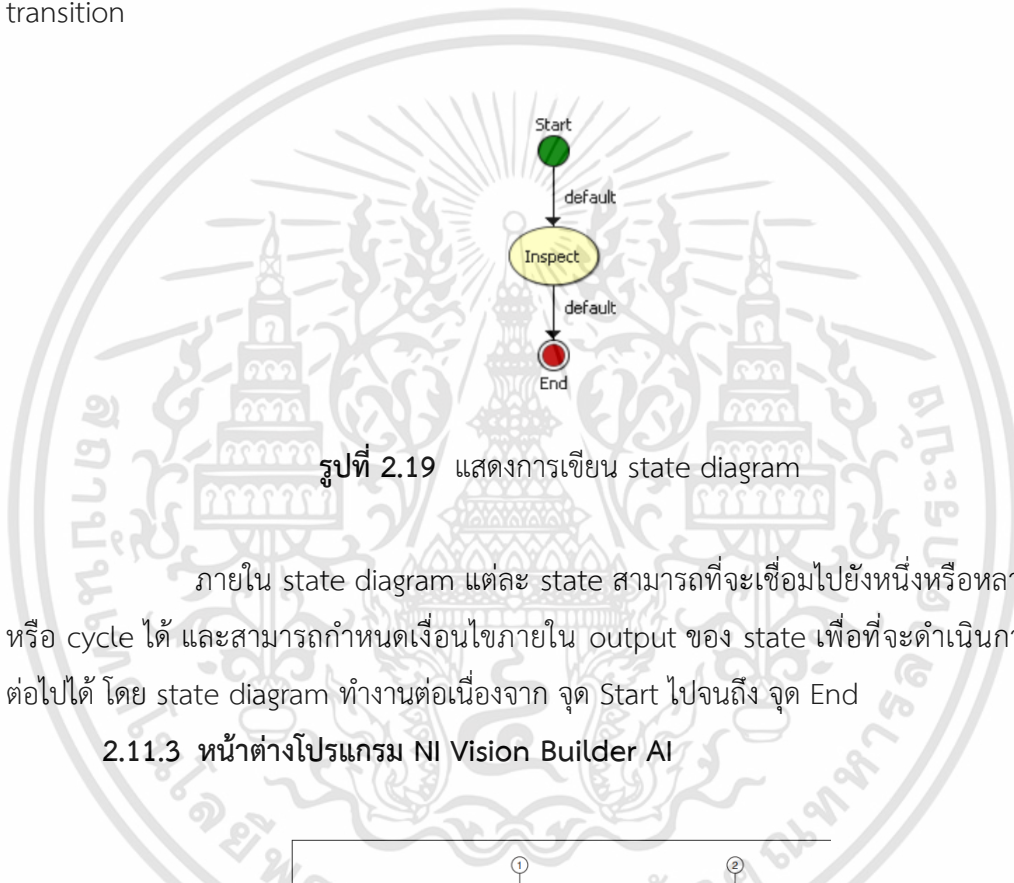 transition
Start
default
Inspect
default
End
รูปที่ 2.19 แสดงการเขียน state diagram
ภายใน state diagram แต่ละ state สามารถที่จะเชื่อมไปยังหนึ่งหรือหลา
หรือ cycle ได้ และสามารถกำหนดเงื่อนไขภายใน output ของ state เพื่อที่จะดำเนินกา
ต่อไปได้ โดย state diagram ทำงานต่อเนื่องจาก จุด Start ไปจนถึง จุด End
2.11.3 หน้าต่างโปรแกรม NI Vision Builder AI
1 2